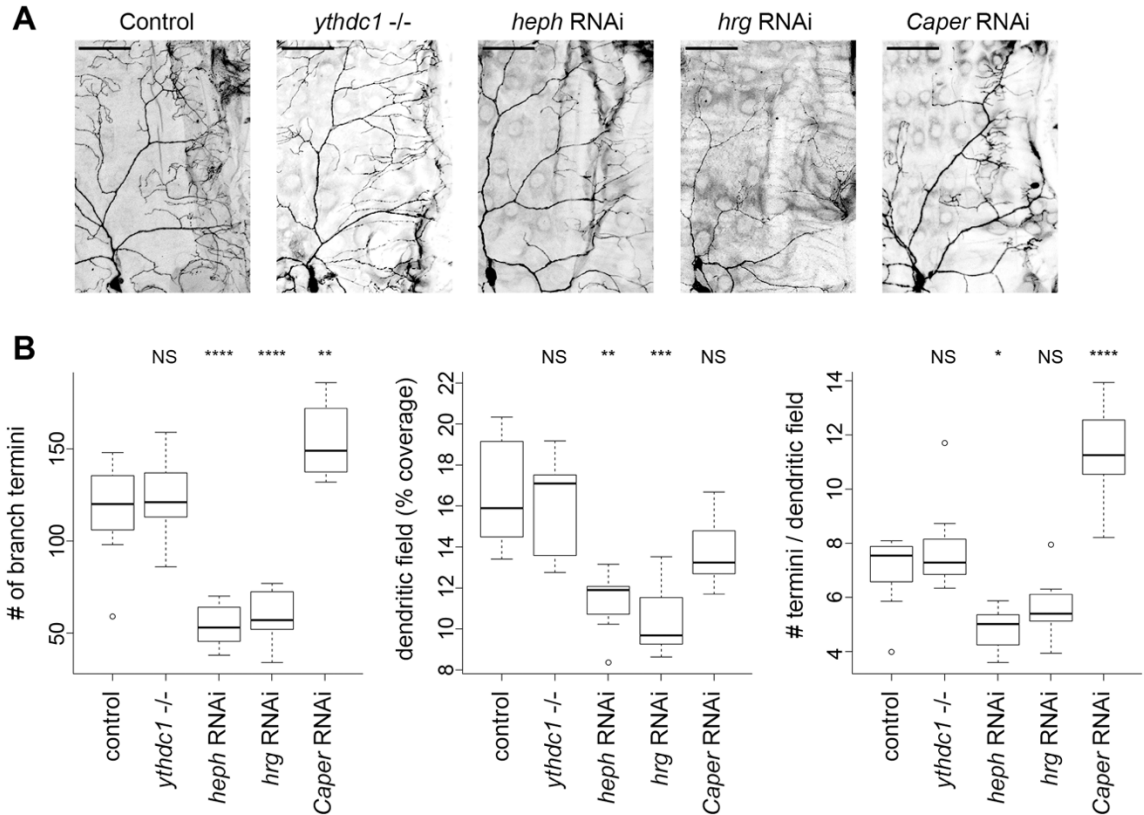 A
Control
ythdc1 -/-
heph RNAi
hrg RNAi
Caper RNAi
B
NS
****
****
**
# of branch termini
150
100
50
control
ythdc1 -/-
heph RNAi
hrg RNAi
Caper RNAi
NS
**
***
NS
dendritic field (% coverage)
22
20
18
16
14
12
10
8
control
ythdc1 -/-
heph RNAi
hrg RNAi
Caper RNAi
NS
*
NS
****
# termini / dendritic field
14
12
10
8
6
4
control
ythdc1 -/-
heph RNAi
hrg RNAi
Caper RNAi